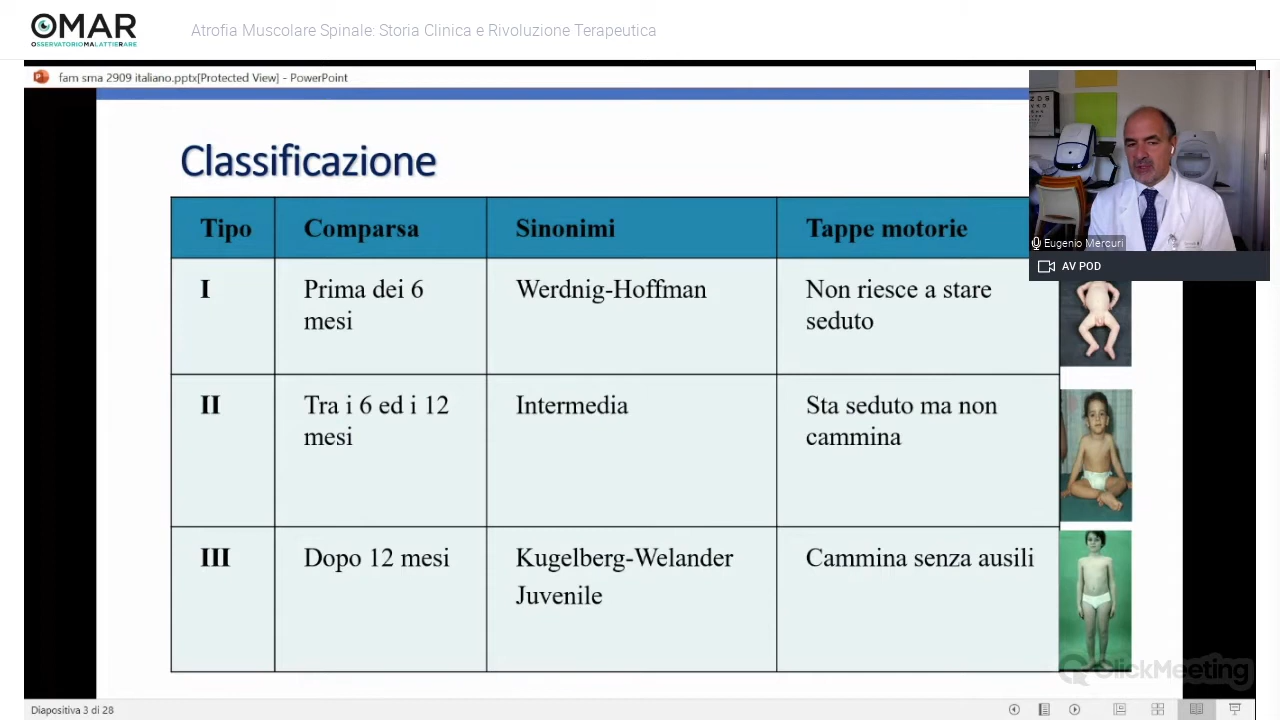 OMAR
OSSERVATORIOMALATTIERARE
Atrofia Muscolare Spinale: Storia Clinica e Rivoluzione Terapeutica
fam sma 2909 italiano.pptx[Protected View] - PowerPoint
Classificazione
Tipo Comparsa Sinonimi Tappe motorie
I Prima dei 6 Werdnig-Hoffman Non riesce a stare
mesi seduto
II Tra i 6 ed i 12 Intermedia Sta seduto ma non
mesi cammina
III Dopo 12 mesi Kugelberg-Welander Cammina senza ausili
Juvenile
Eugenio Mercuri
AV POD
ClickMeeting
Diapositiva 3 di 28